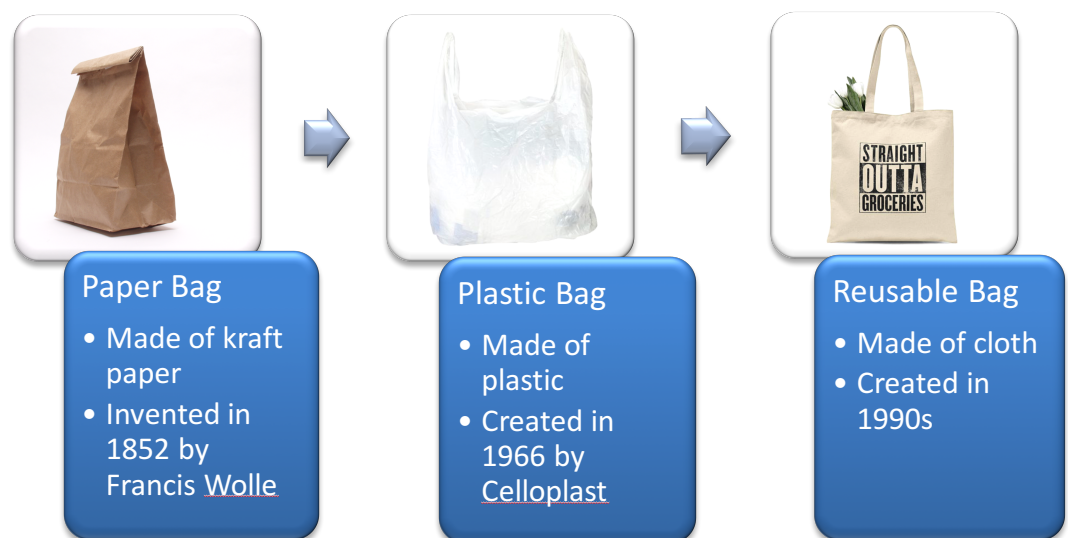 STRAIGHT
OUTTA
GROCERIES
Paper Bag
• Made of kraft
paper
• Invented in
1852 by
Francis Wolle
Plastic Bag
• Made of
plastic
• Created in
1966 by
Celloplast
Reusable Bag
• Made of cloth
• Created in
1990s